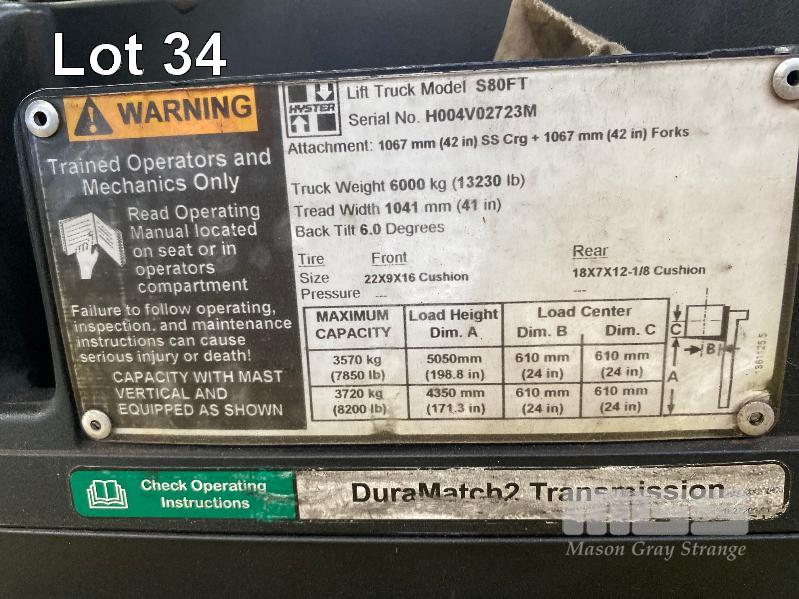 Lot 34
WARNING
Trained Operators and
Mechanics Only
Read Operating
Manual located
on seat or in
operators
compartment
Failure to follow operating,
inspection, and maintenance
instructions can cause
serious injury or death!
CAPACITY WITH MAST
VERTICAL AND
EQUIPPED AS SHOWN
HYSTER
Lift Truck Model S80FT
Serial No. H004V02723M
Attachment: 1067 mm (42 in) SS Crg + 1067 mm (42 in) Forks
Truck Weight 6000 kg (13230 lb)
Tread Width 1041 mm (41 in)
Back Tilt 6.0 Degrees
Tire Front Rear
Size 22X9X16 Cushion 18X7X12-1/8 Cushion
Pressure --- ---
MAXIMUM Load Height Load Center
CAPACITY Dim. A Dim. B Dim. C
3570 kg 5050mm 610 mm 610 mm
(7850 lb) (198.8 in) (24 in) (24 in)
3720 kg 4350 mm 610 mm 610 mm
(8200 lb) (171.3 in) (24 in) (24 in)
C
B
A
Check Operating
Instructions
DuraMatch2 Transmission
Mason Gray Strange